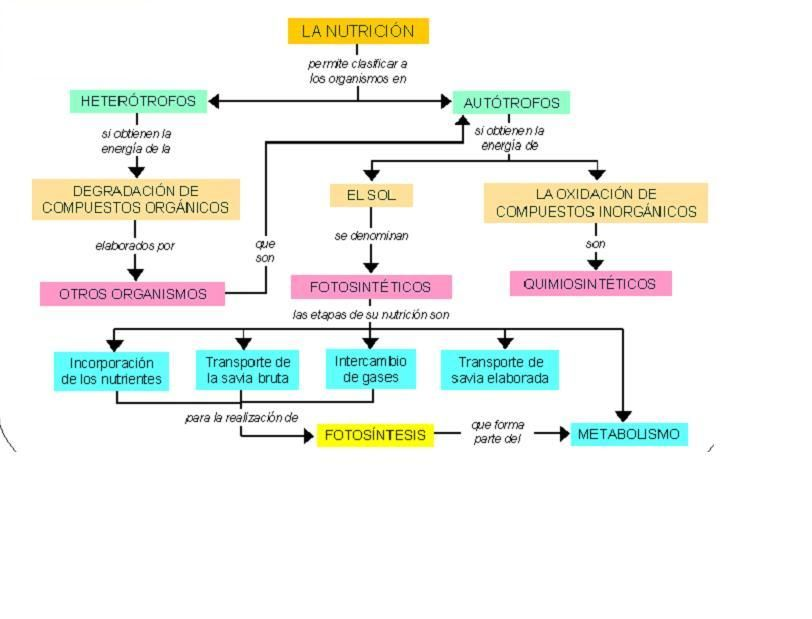 LA NUTRICIÓN
permite clasificar a
los organismos en
HETERÓTROFOS
AUTÓTROFOS
si obtienen la
energía de la
si obtienen la
energía de
DEGRADACIÓN DE
COMPUESTOS ORGÁNICOS
EL SOL
LA OXIDACIÓN DE
COMPUESTOS INORGÁNICOS
elaborados por
que
son
se denominan
son
OTROS ORGANISMOS
FOTOSINTÉTICOS
QUIMIOSINTÉTICOS
las etapas de su nutrición son
Incorporación
de los nutrientes
Transporte de
la savia bruta
Intercambio
de gases
Transporte de
savia elaborada
para la realización de
FOTOSÍNTESIS
que forma
parte del
METABOLISMO